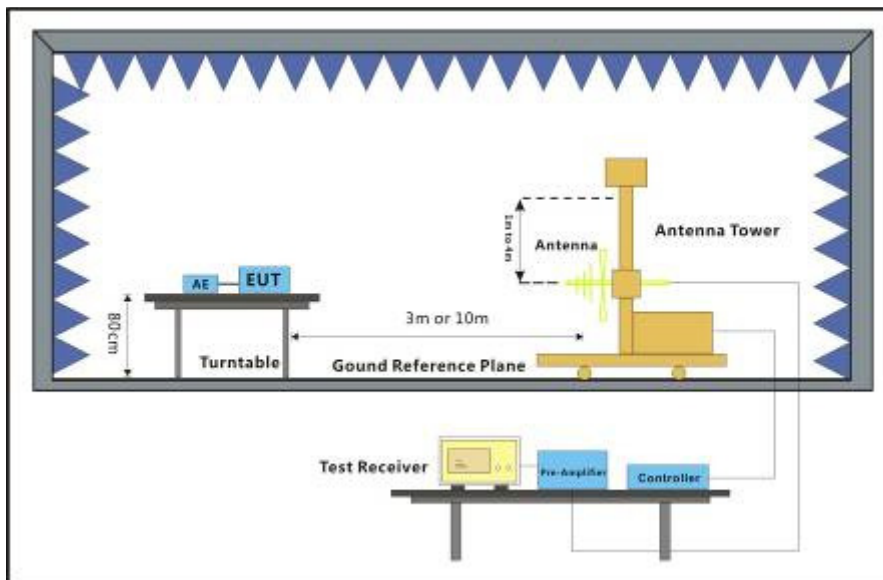 1m to 4m
Antenna
Antenna Tower
AE
EUT
80cm
3m or 10m
Turntable
Gound Reference Plane
Test Receiver
Pre-Amplifier
Controller